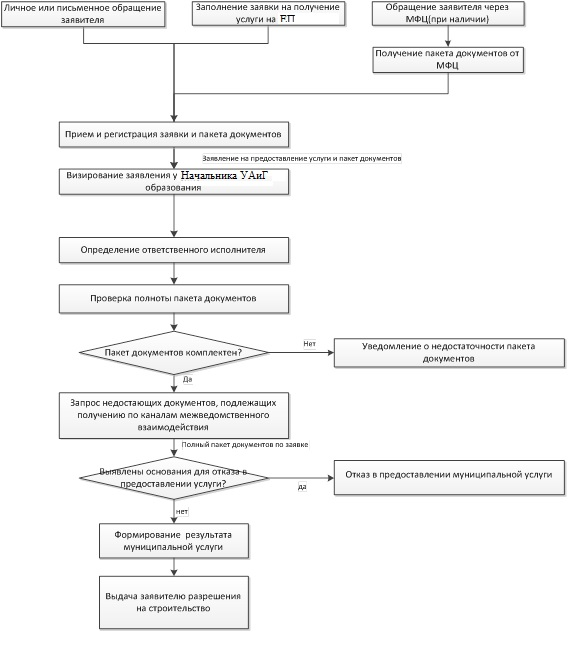 Личное или письменное обращение
заявителя
Заполнение заявки на получение
услуги на ЕП
Обращение заявителя через
МФЦ(при наличии)
Получение пакета документов от
МФЦ
Прием и регистрация заявки и пакета документов
Заявление на предоставление услуги и пакет документов
Визирование заявления у Начальника УАиГ
образования
Определение ответственного исполнителя
Проверка полноты пакета документов
Пакет документов комплектен?
Нет
Уведомление о недостаточности пакета
документов
Да
Запрос недостающих документов, подлежащих
получению по каналам межведомственного
взаимодействия
Полный пакет документов по заявке
Выявлены основания для отказа в
предоставлении услуги?
да
Отказ в предоставлении муниципальной услуги
нет
Формирование результата
муниципальной услуги
Выдача заявителю разрешения
на строительство